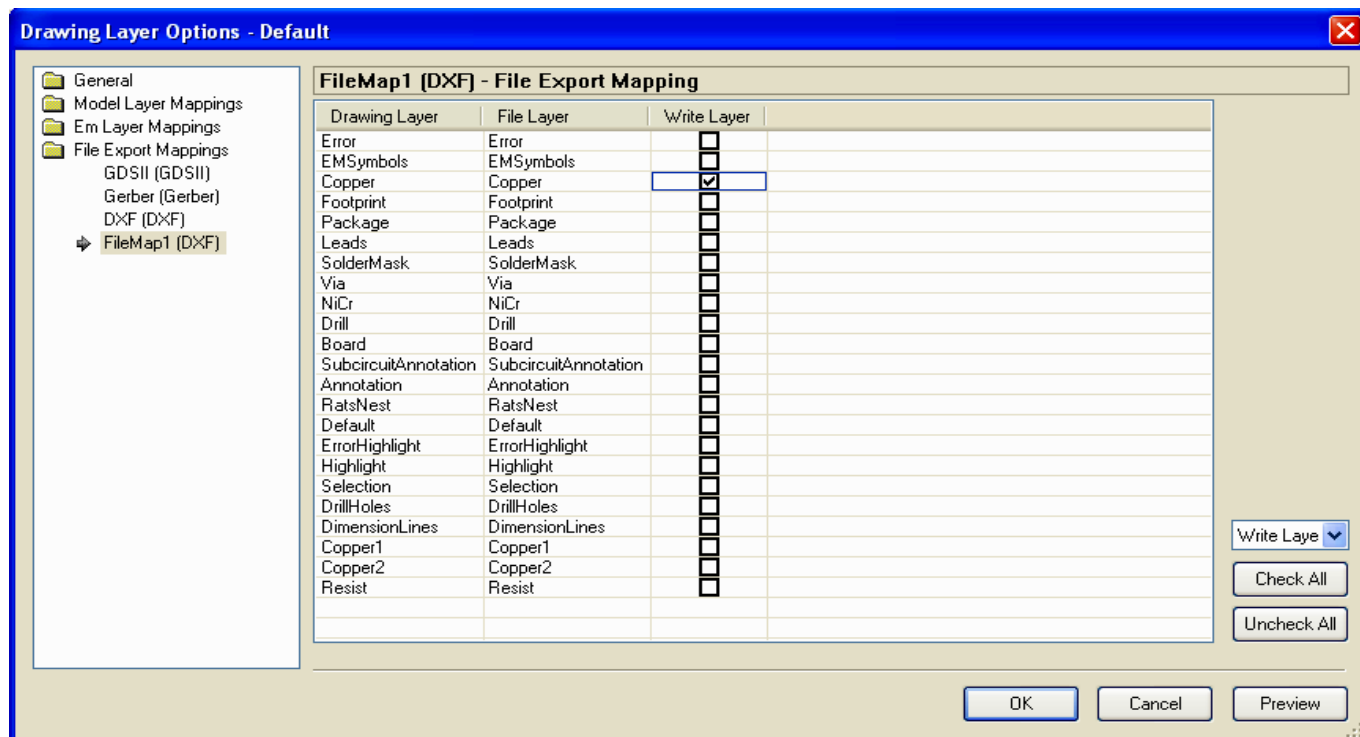 Drawing Layer Options - Default
General
Model Layer Mappings
Em Layer Mappings
File Export Mappings
GDSII (GDSII)
Gerber (Gerber)
DXF (DXF)
FileMap1 (DXF)
FileMap1 (DXF) - File Export Mapping
Drawing Layer File Layer Write Layer
Error Error
EMSymbols EMSymbols
Copper Copper
Footprint Footprint
Package Package
Leads Leads
SolderMask SolderMask
Via Via
NiCr NiCr
Drill Drill
Board Board
SubcircuitAnnotation SubcircuitAnnotation
Annotation Annotation
RatsNest RatsNest
Default Default
ErrorHighlight ErrorHighlight
Highlight Highlight
Selection Selection
DrillHoles DrillHoles
DimensionLines DimensionLines
Copper1 Copper1
Copper2 Copper2
Resist Resist
Write Laye
Check All
Uncheck All
OK Cancel Preview